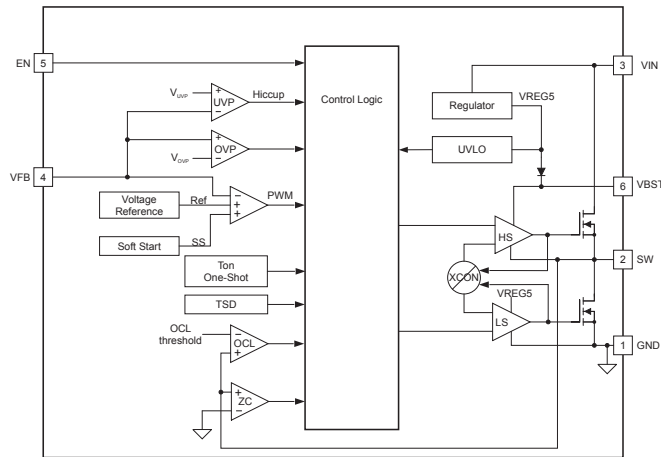 EN 5
VUVP
+
UVP
−
Hiccup
+
OVP
−
VOVP
VFB 4
Voltage
Reference
Ref
−
+
+
PWM
Soft Start
SS
Ton
One-Shot
TSD
OCL
threshold
−
OCL
+
+
ZC
−
Control Logic
3 VIN
Regulator
VREG5
UVLO
6 VBST
HS
2 SW
XCON
VREG5
LS
1
GND